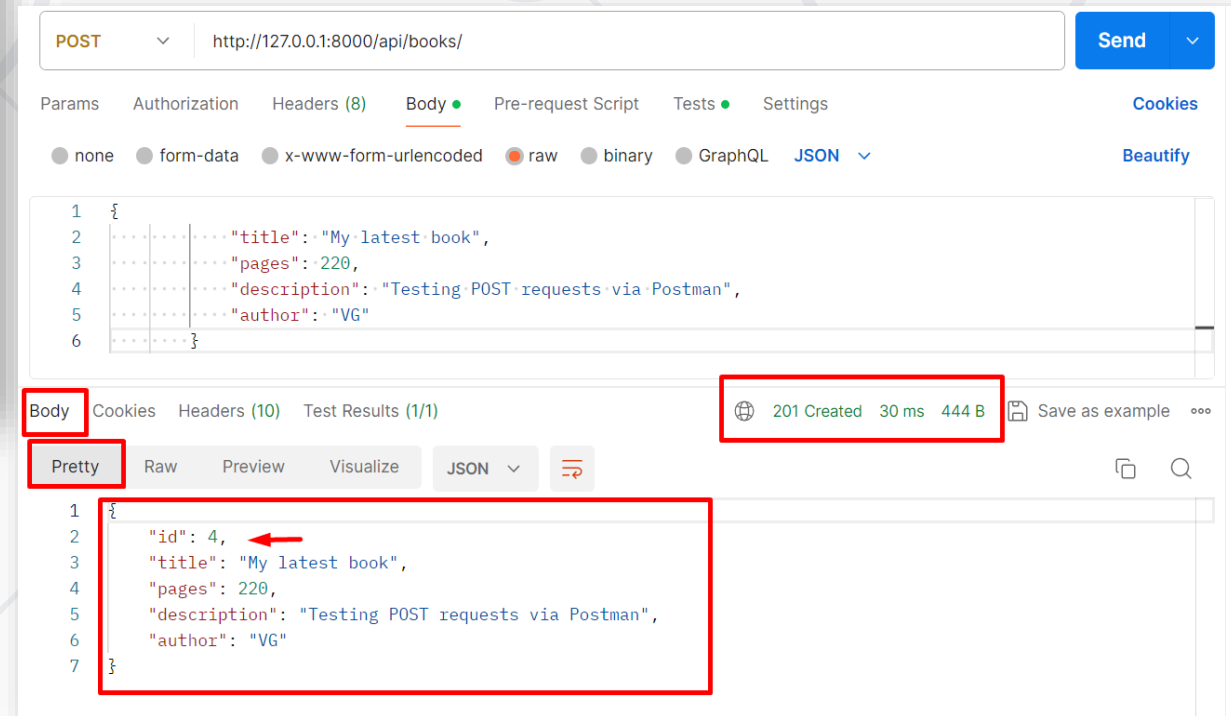 POST http://127.0.0.1:8000/api/books/ Send
Params Authorization Headers (8) Body Pre-request Script Tests Settings Cookies
none form-data x-www-form-urlencoded raw binary GraphQL JSON Beautify
1 {
2 "title": "My latest book",
3 "pages": 220,
4 "description": "Testing POST requests via Postman",
5 "author": "VG"
6 }
Body Cookies Headers (10) Test Results (1/1) 201 Created 30 ms 444 B Save as example
Pretty Raw Preview Visualize JSON
1 {
2 "id": 4,
3 "title": "My latest book",
4 "pages": 220,
5 "description": "Testing POST requests via Postman",
6 "author": "VG"
7 }